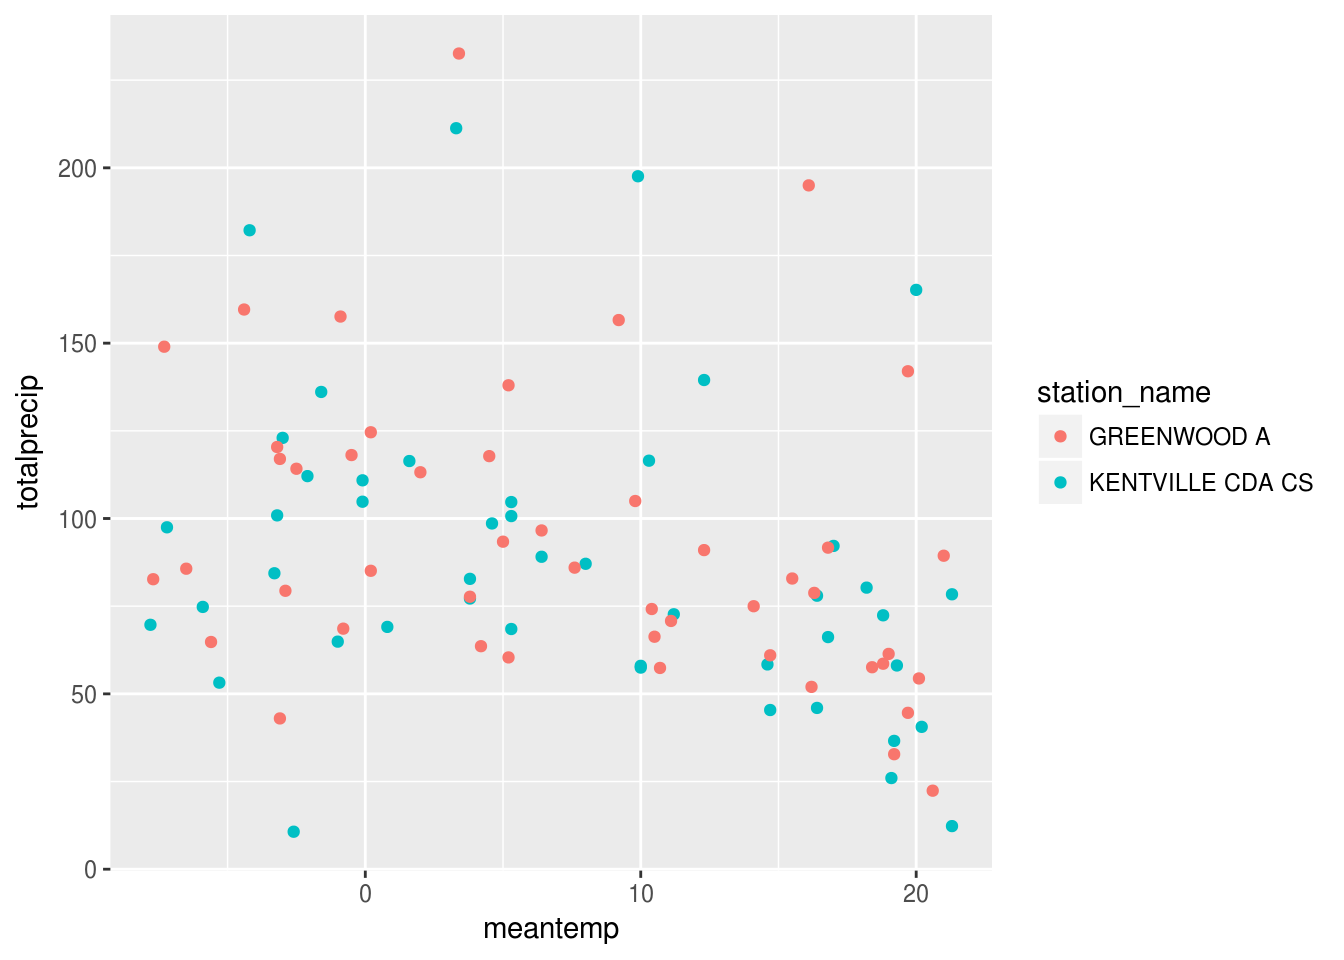 200
150
100
50
0
0 10 20
meantemp
totalprecip
station_name
GREENWOOD A
KENTVILLE CDA CS